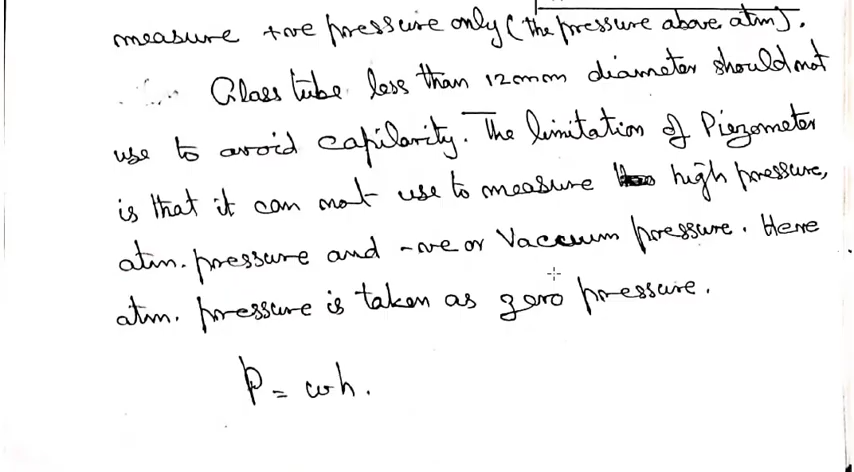 measure +ve pressure only (the pressure above atm).
Glass tube less than 12mm diameter should not
use to avoid capilarity. The limitation of Piezometer
is that it can not use to measure high pressure,
atm. pressure and -ve or Vaccuum pressure. Here
atm. pressure is taken as zero pressure.
P = wh.